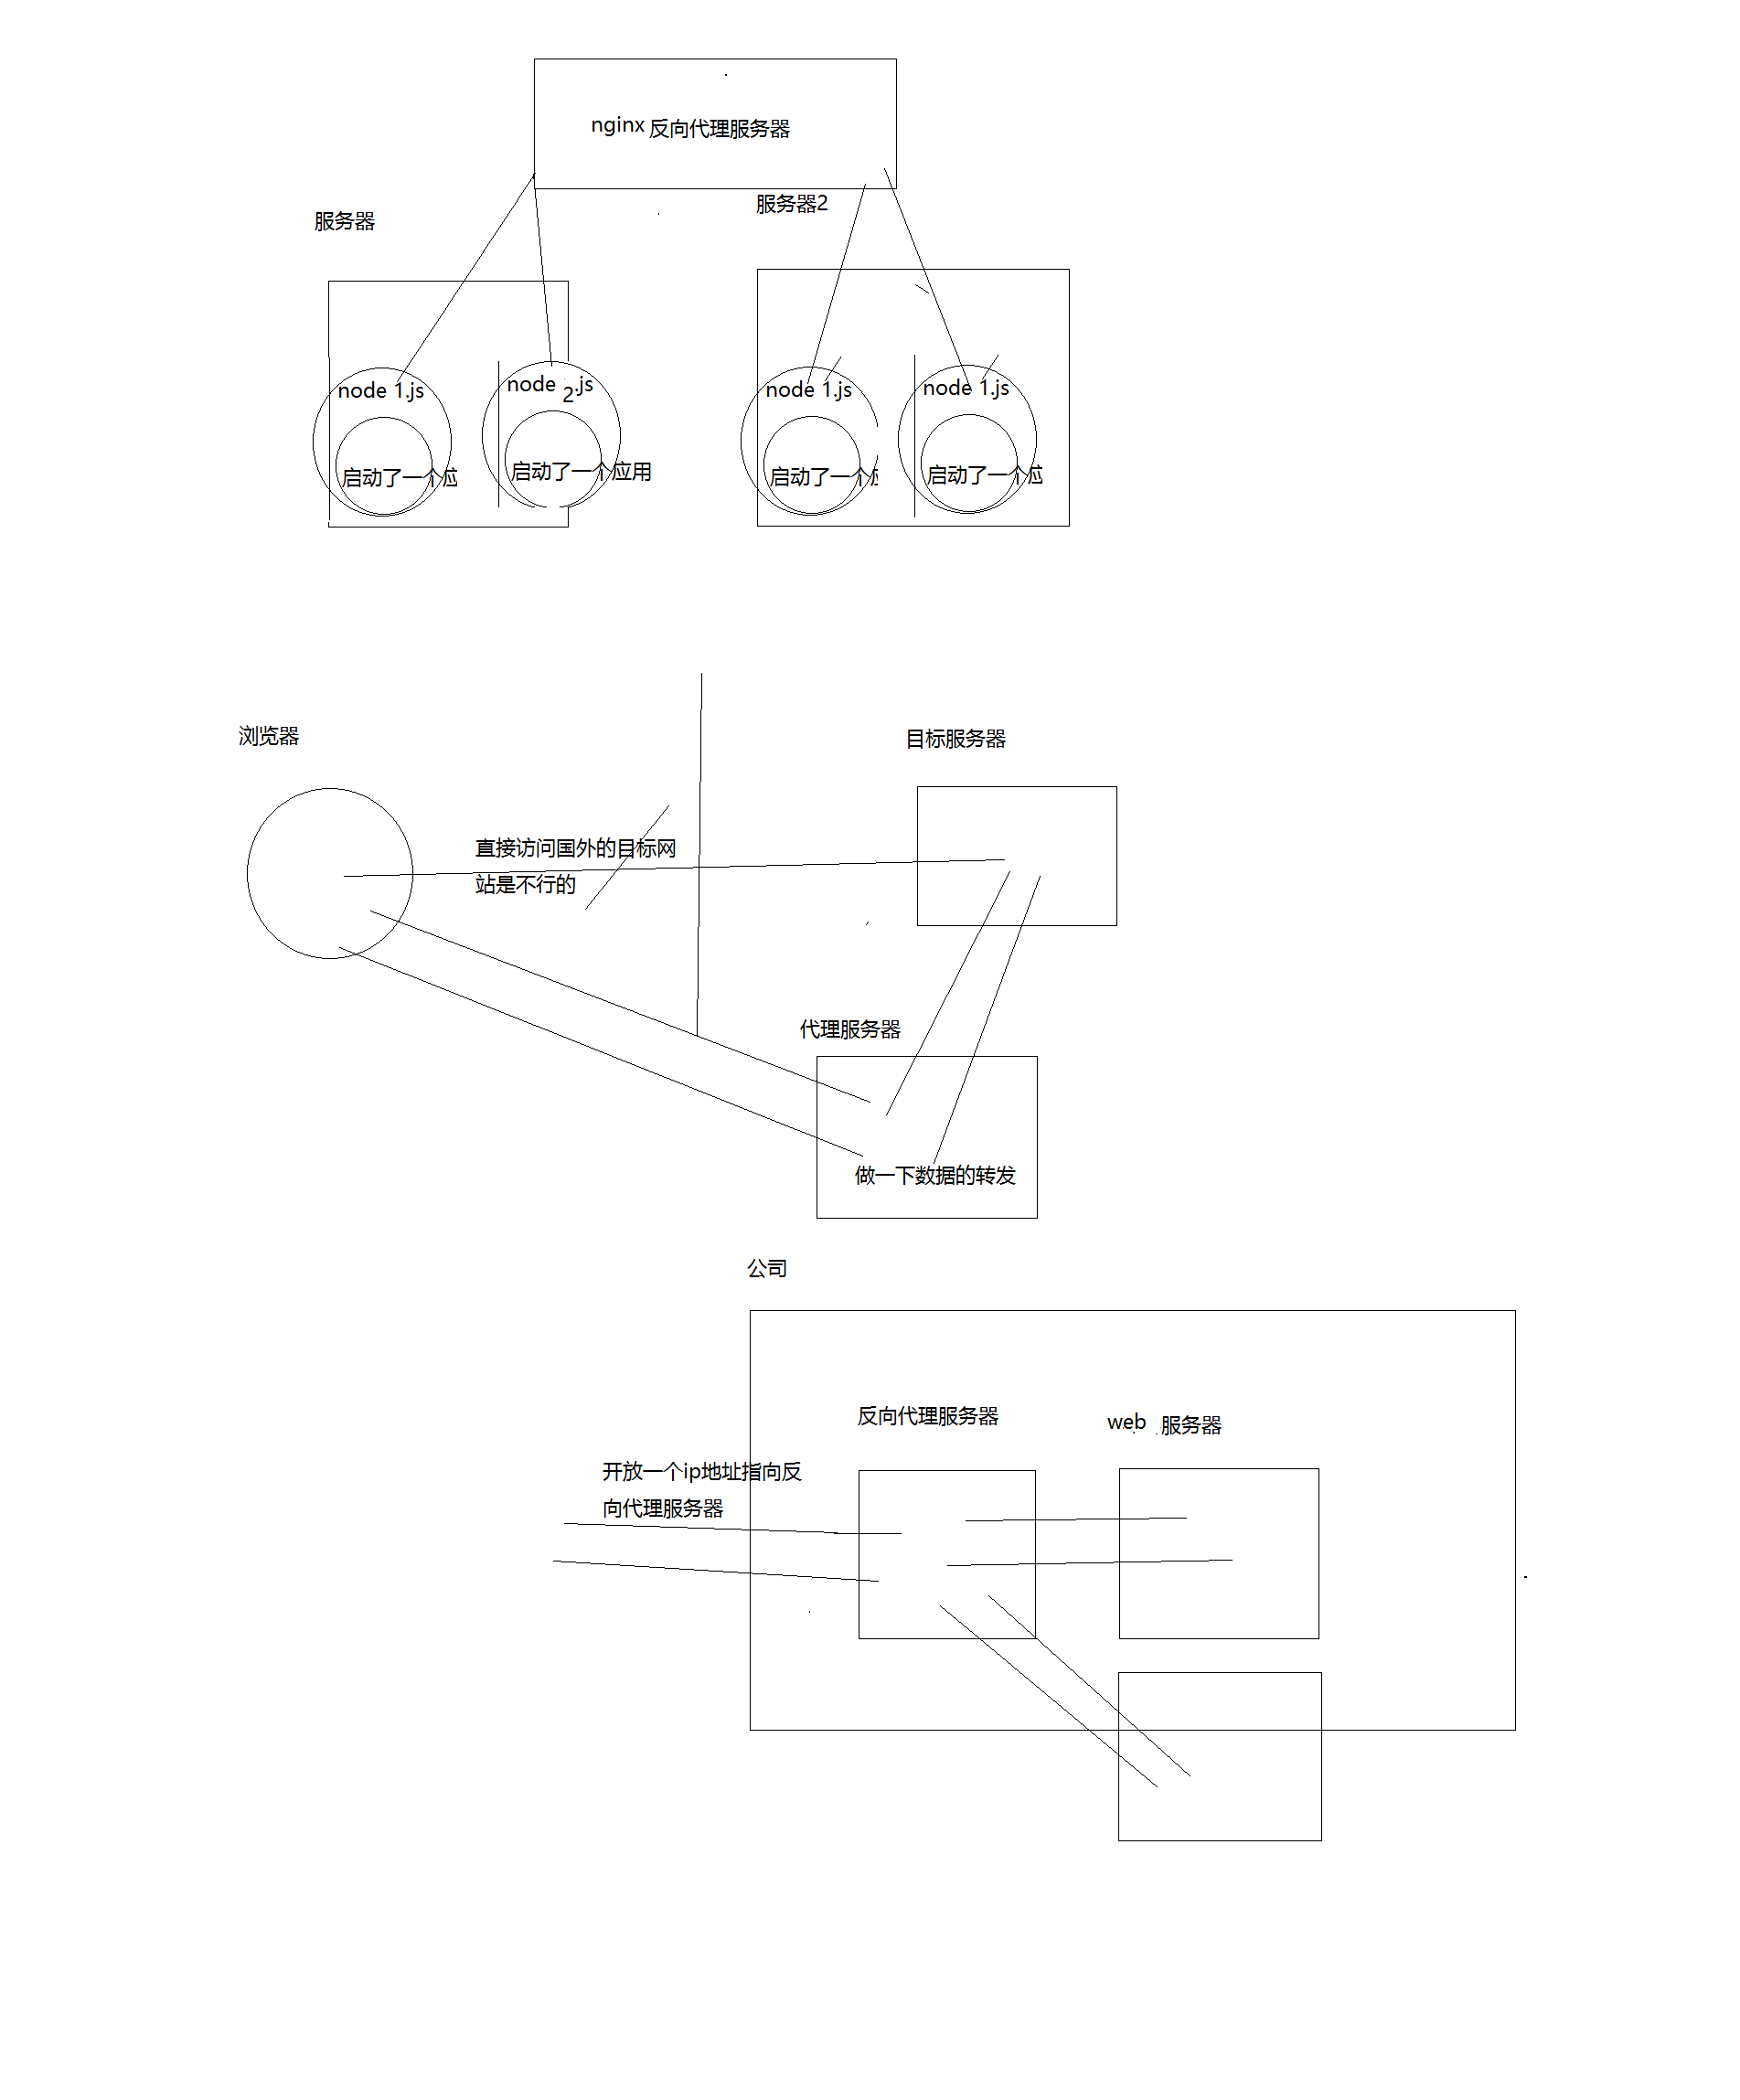 nginx 反向代理服务器
服务器
服务器2
node 1.js
node 2.js
node 1.js
node 1.js
启动了一个应
启动了一个应用
启动了一个
启动了一个应
浏览器
目标服务器
直接访问国外的目标网
站是不行的
代理服务器
做一下数据的转发
公司
反向代理服务器
web 服务器
开放一个ip地址指向反
向代理服务器